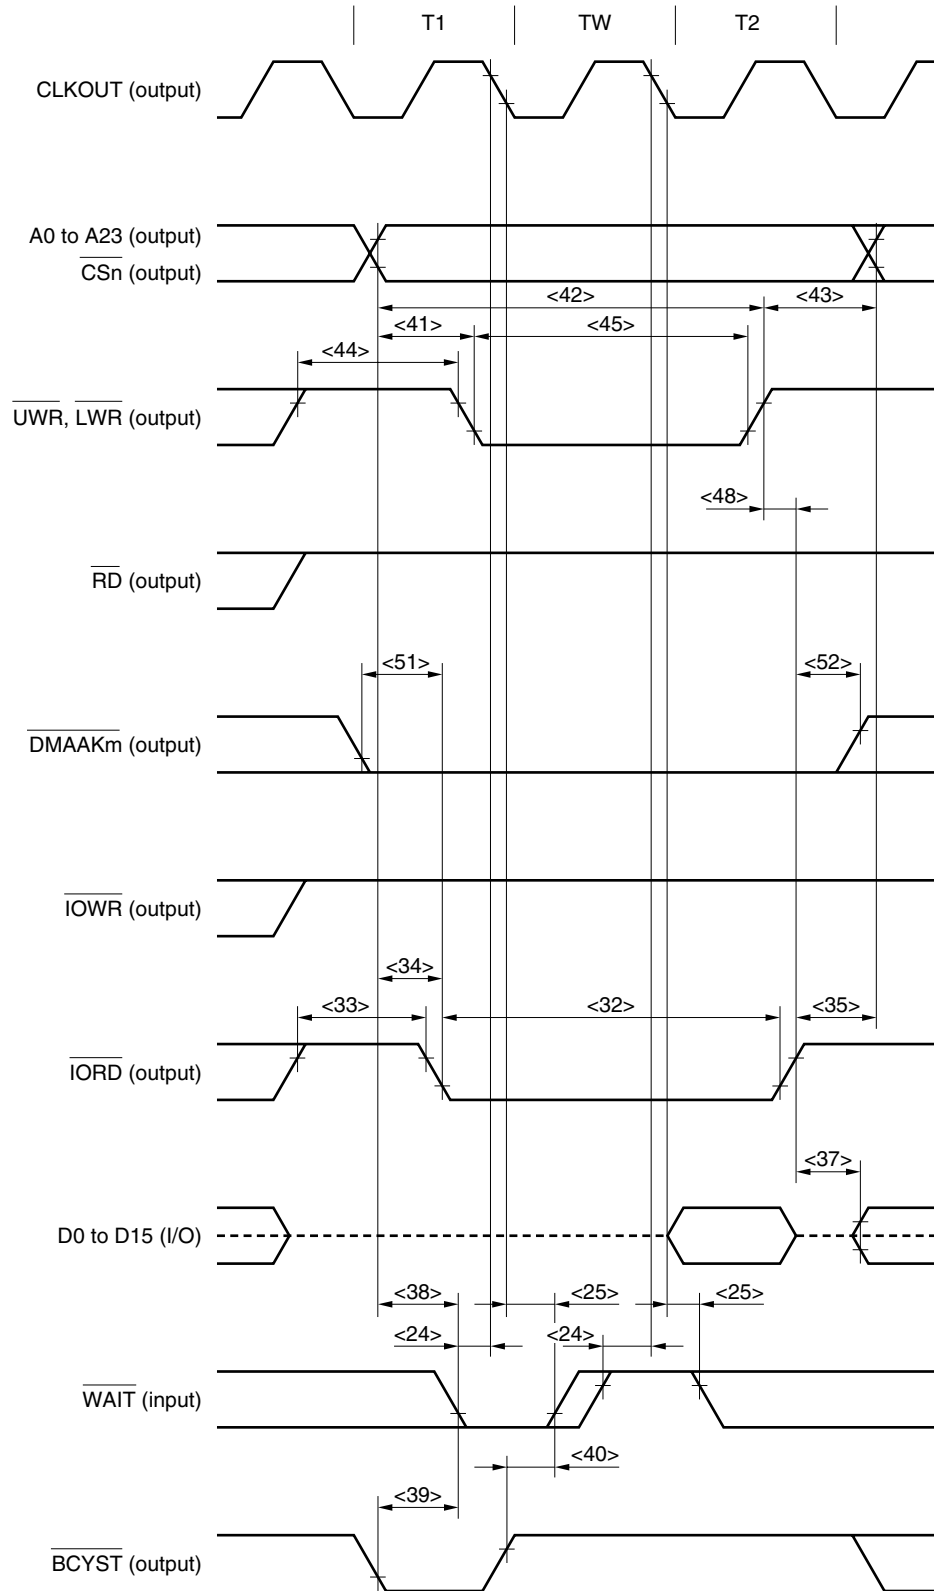 T1 TW T2
CLKOUT (output)
A0 to A23 (output)
CSn (output)
<42> <43>
<41> <45>
<44>
UWR, LWR (output)
<48>
RD (output)
<51> <52>
DMAAKm (output)
IOWR (output)
<34>
<33> <32> <35>
IORD (output)
<37>
D0 to D15 (I/O)
<38> <25> <25>
<24> <24>
WAIT (input)
<40>
<39>
BCYST (output)